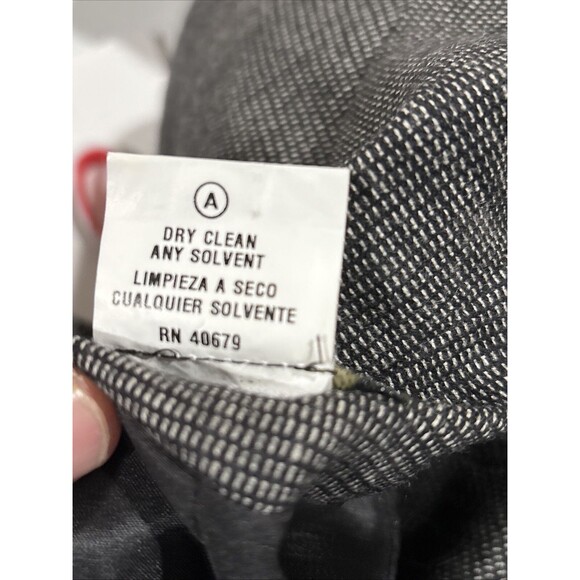 A
DRY CLEAN
ANY SOLVENT
LIMPIEZA A SECO
CUALQUIER SOLVENTE
RN 40679